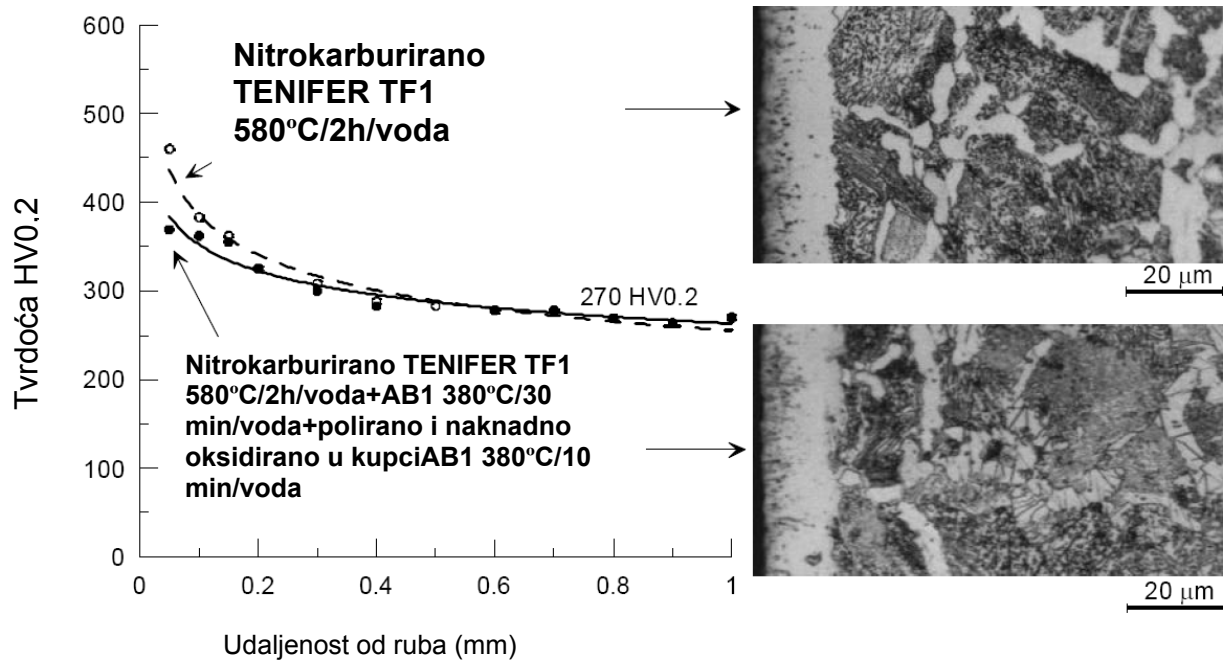 600
500
400
300
200
100
0
Tvrdoća HV0.2
Nitrokarburirano
TENIFER TF1
580ºC/2h/voda
270 HV0.2
Nitrokarburirano TENIFER TF1
580ºC/2h/voda+AB1 380ºC/30
min/voda+polirano i naknadno
oksidirano u kupciAB1 380ºC/10
min/voda
0 0.2 0.4 0.6 0.8 1
Udaljenost od ruba (mm)
20 µm
20 µm